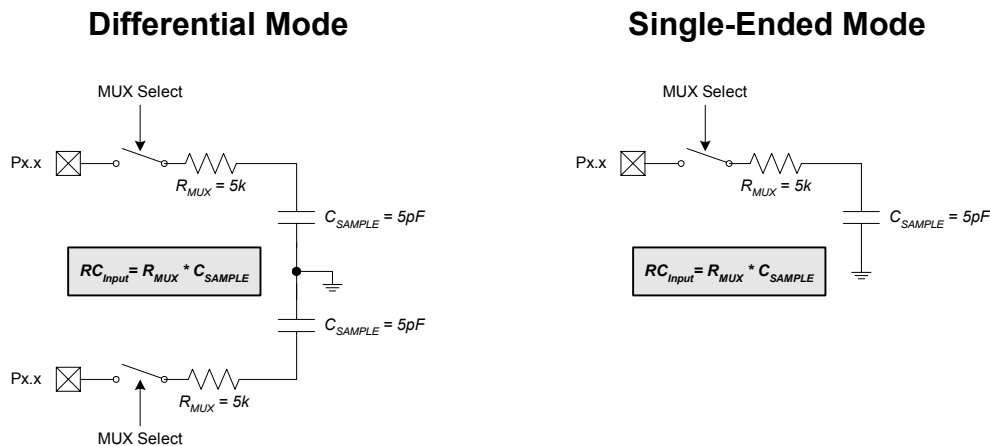 Differential Mode
MUX Select
Px.x
R_MUX = 5k
C_SAMPLE = 5pF
RC_Input = R_MUX * C_SAMPLE
C_SAMPLE = 5pF
Px.x
R_MUX = 5k
MUX Select
Single-Ended Mode
MUX Select
Px.x
R_MUX = 5k
C_SAMPLE = 5pF
RC_Input = R_MUX * C_SAMPLE